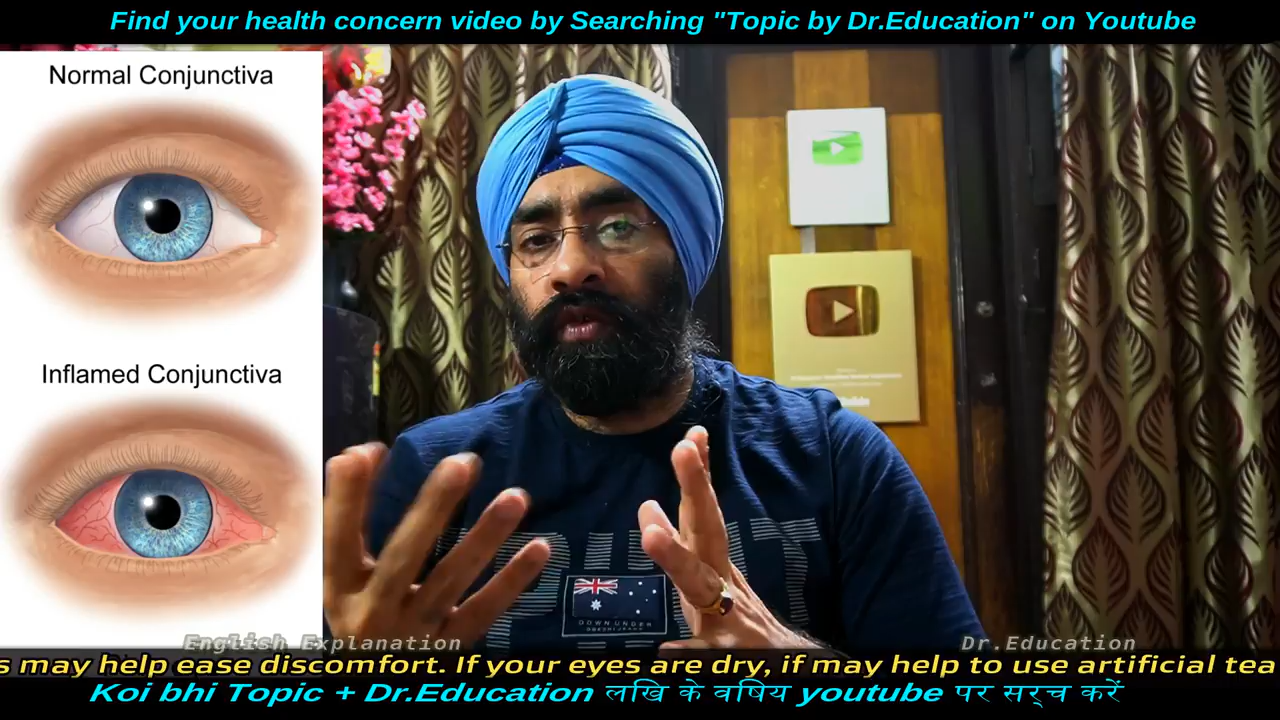 Find your health concern video by Searching "Topic by Dr.Education" on Youtube
Normal Conjunctiva
Inflamed Conjunctiva
DOWN UNDER
English Explanation
Dr.Education
s may help ease discomfort. If your eyes are dry, if may help to use artificial tea
Koi bhi Topic + Dr.Education लखि के वषिय youtube पर सर्च करें